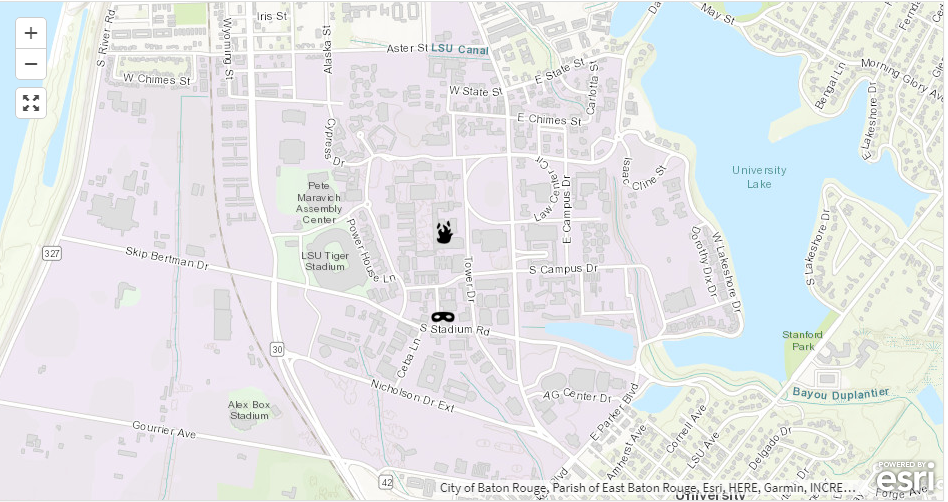 S River Rd
Wyoming St
Iris St
Alaska St
Aster St
LSU Canal
May St
W Chimes St
W State St
E State St
Carlotta St
Bengal Ln
Morning Glory Ave
E Lakeshore Dr
E Chimes St
Cypress Dr
Law Center Cir
Isaac
Cline St
University
Lake
Pete
Maravich
Assembly
Center
E Campus Dr
S Lakeshore Dr
327
Skip Bertman Dr
LSU Tiger
Stadium
Power House Ln
Tower Dr
S Campus Dr
Dorothy Dix Dr
W Lakeshore Dr
S Stadium Rd
Stanford
Park
30
Ceba Ln
Nicholson Dr Ext
AG Center Dr
Bayou Duplantier
Alex Box
Stadium
Gourrier Ave
E Parker Blvd
Amherst Ave
Cornell Ave
LSU Ave
Delgado Dr
42
POWERED BY
esri
City of Baton Rouge, Parish of East Baton Rouge, Esri, HERE, Garmin, INCRE...
University
Forge Ave